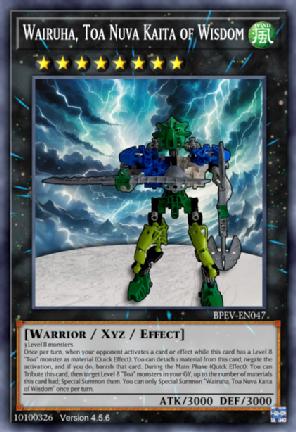 Wairuha, Toa Nuva Kaita of Wisdom
WIND
風
BPEV-EN047
[Warrior / Xyz / Effect]
3 Level 8 monsters
Once per turn, when your opponent activates a card or effect while this card has a Level 8
"Toa" monster as material (Quick Effect): You can detach 1 material from this card; negate
the activation, and if you do, banish that card. During the Main Phase (Quick Effect): You can
Tribute this card, then target Level 8 "Toa" monsters in your GY, up to the number of materials
this card had; Special Summon them. You can only Special Summon "Wairuha, Toa Nuva Kaita
of Wisdom" once per turn.
ATK/3000 DEF/3000
10100326 Version 4.5.6